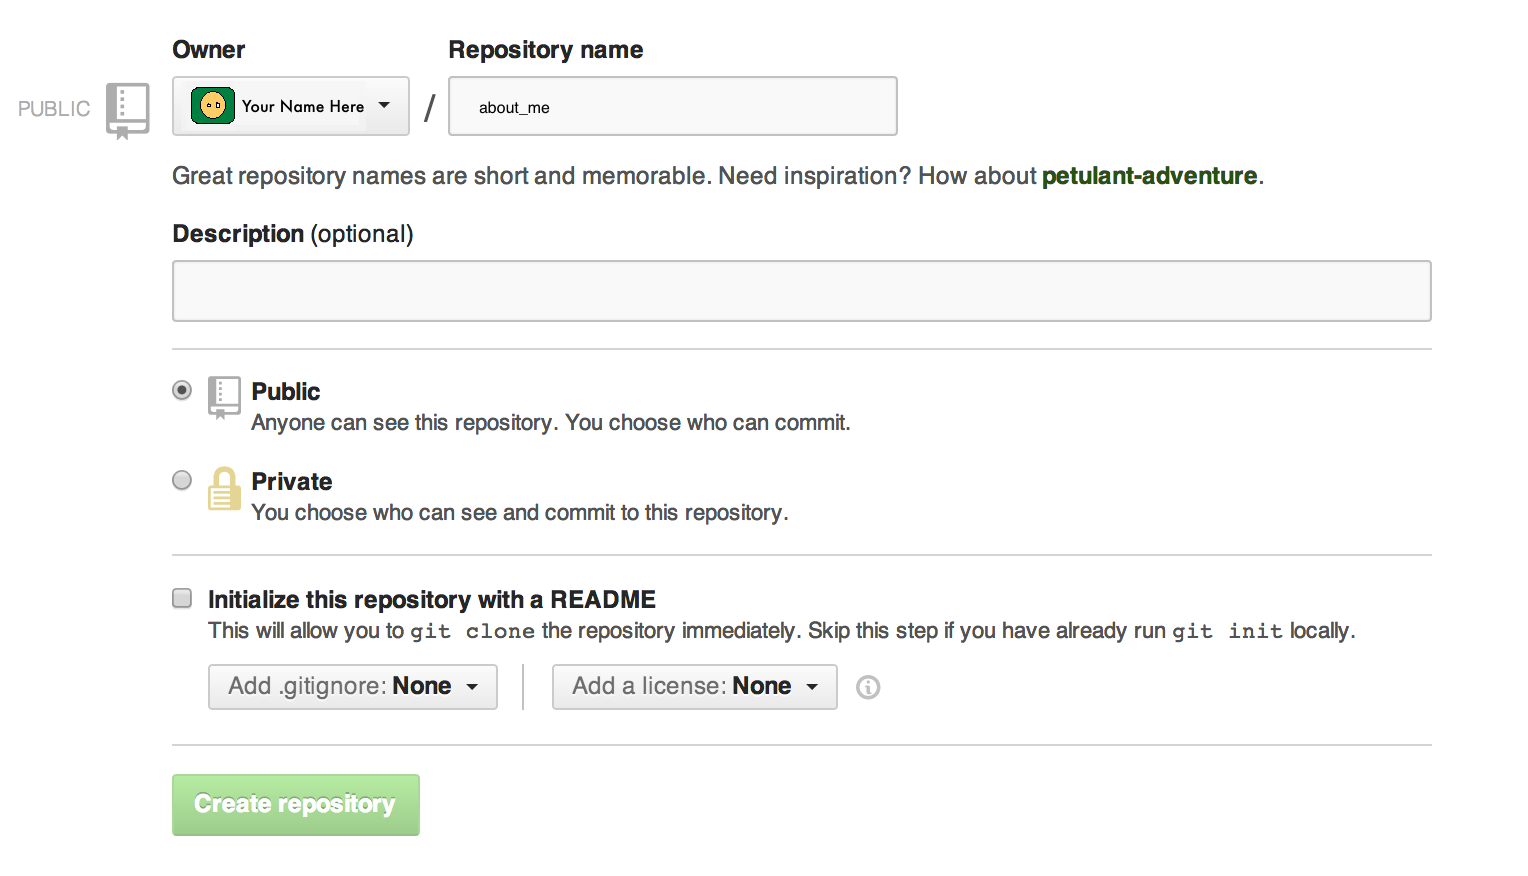 Owner
Repository name
PUBLIC
Your Name Here
/
about_me
Great repository names are short and memorable. Need inspiration? How about petulant-adventure.
Description (optional)
Public
Anyone can see this repository. You choose who can commit.
Private
You choose who can see and commit to this repository.
Initialize this repository with a README
This will allow you to git clone the repository immediately. Skip this step if you have already run git init locally.
Add .gitignore: None
Add a license: None
Create repository